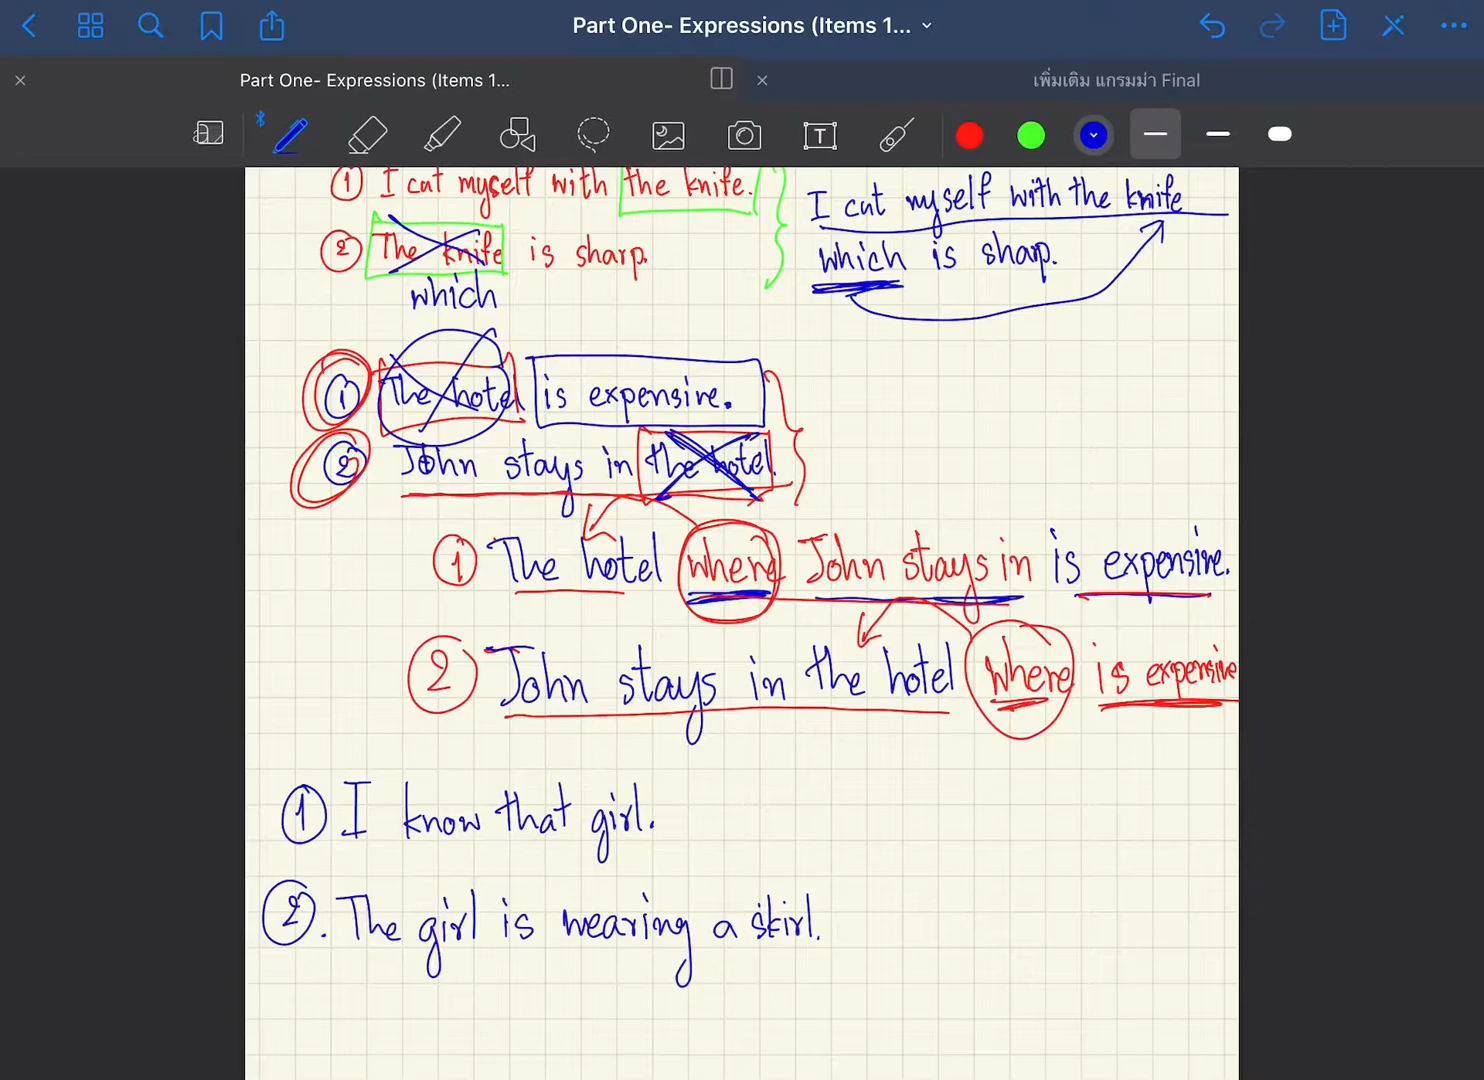 Part One- Expressions (Items 1...
Part One- Expressions (Items 1...
เพิ่มเติม แกรมม่า Final
① I cut myself with the knife.
② The knife is sharp.
which
I cut myself with the knife
which is sharp.
① The hotel is expensive.
② John stays in the hotel.
① The hotel where John stays in is expensive.
② John stays in the hotel where is expensive
① I know that girl.
②. The girl is wearing a skirl.